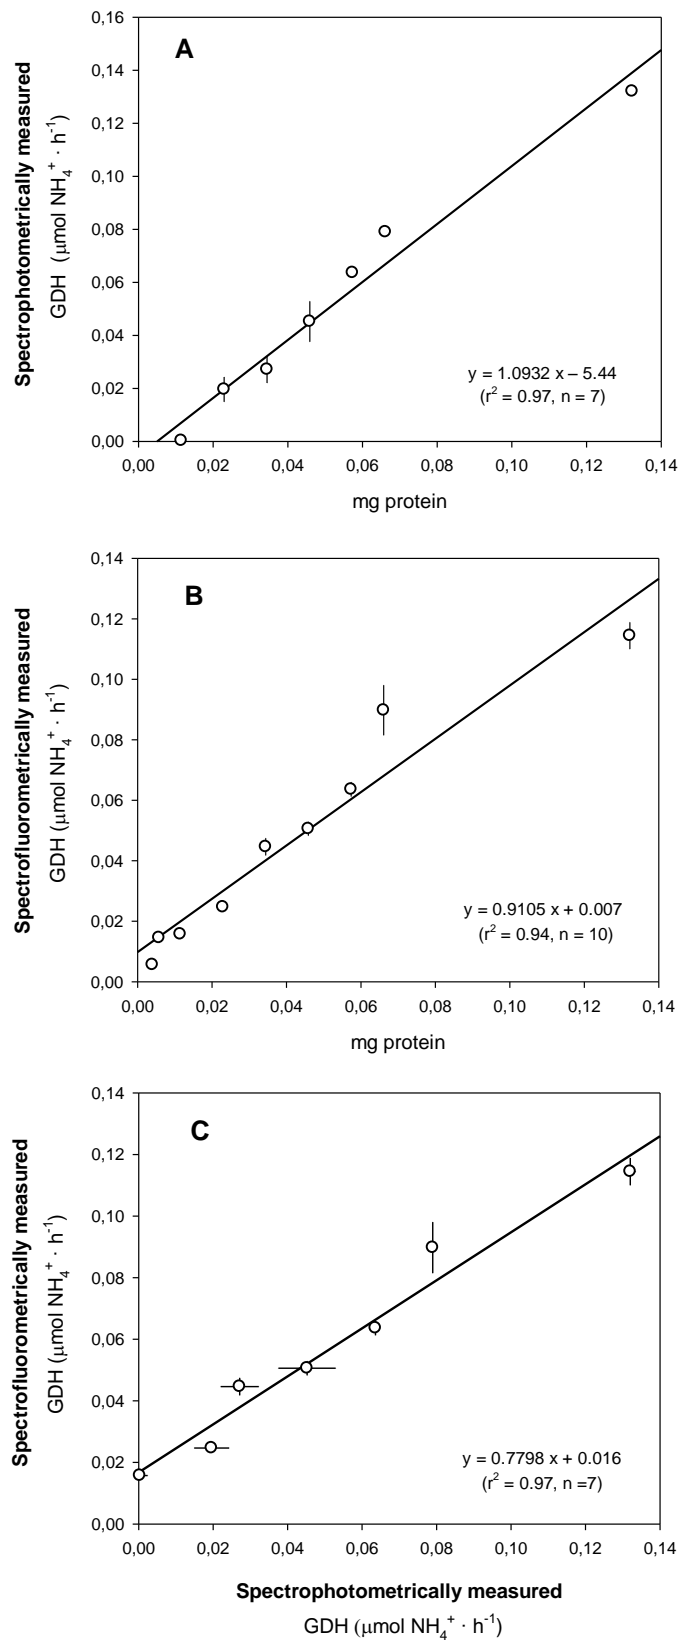 A
Spectrophotometrically measured
GDH (μmol NH₄⁺ · h⁻¹)
0,16
0,14
0,12
0,10
0,08
0,06
0,04
0,02
0,00
y = 1.0932 x – 5.44
(r² = 0.97, n = 7)
0,00 0,02 0,04 0,06 0,08 0,10 0,12 0,14
mg protein
B
Spectrofluorometrically measured
GDH (μmol NH₄⁺ · h⁻¹)
0,14
0,12
0,10
0,08
0,06
0,04
0,02
0,00
y = 0.9105 x + 0.007
(r² = 0.94, n = 10)
0,00 0,02 0,04 0,06 0,08 0,10 0,12 0,14
mg protein
C
Spectrofluorometrically measured
GDH (μmol NH₄⁺ · h⁻¹)
0,14
0,12
0,10
0,08
0,06
0,04
0,02
0,00
y = 0.7798 x + 0.016
(r² = 0.97, n =7)
0,00 0,02 0,04 0,06 0,08 0,10 0,12 0,14
Spectrophotometrically measured
GDH (μmol NH₄⁺ · h⁻¹)